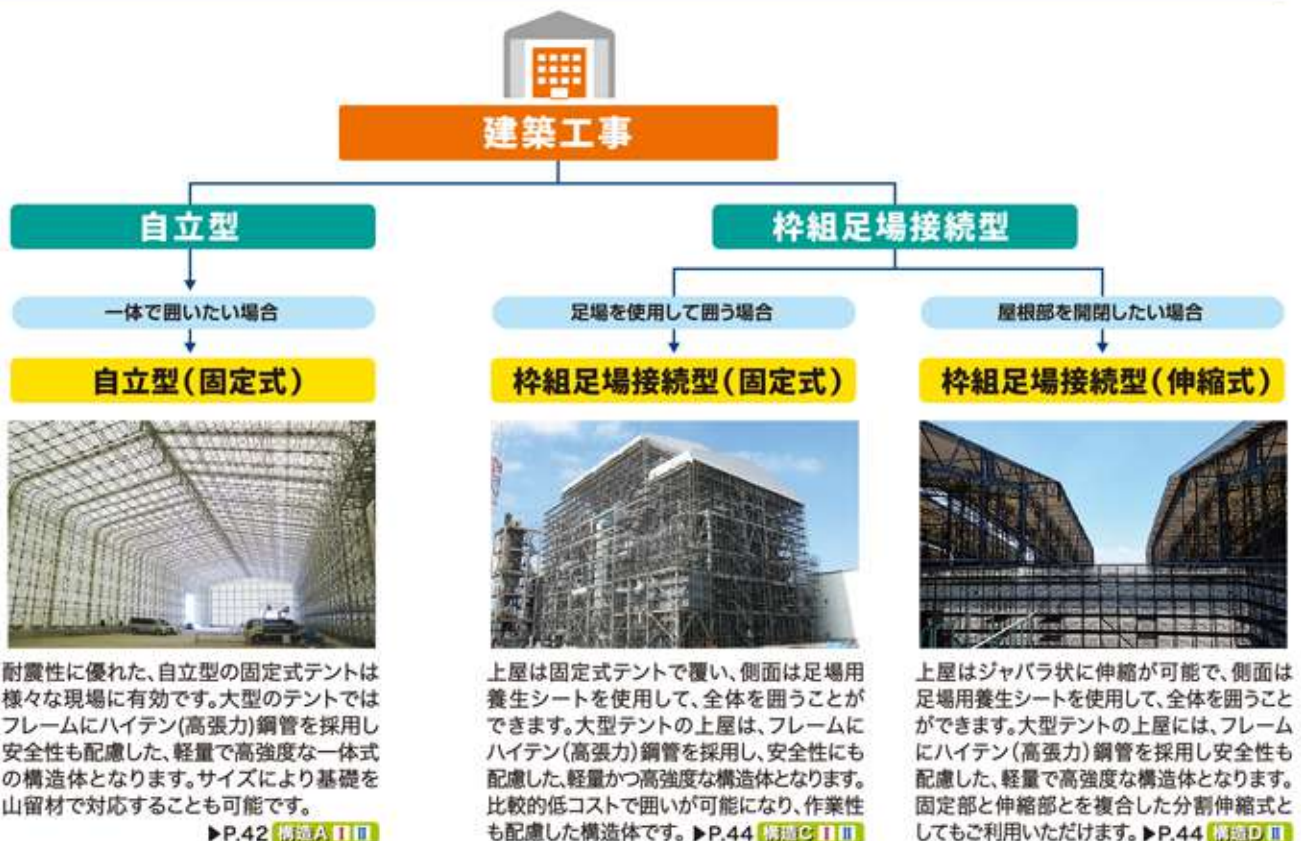 建築工事
自立型
枠組足場接続型
一体で囲いたい場合
足場を使用して囲う場合
屋根部を開閉したい場合
自立型(固定式)
枠組足場接続型(固定式)
枠組足場接続型(伸縮式)
耐震性に優れた、自立型の固定式テントは
様々な現場に有効です。大型のテントでは
フレームにハイテン(高張力)鋼管を採用し
安全性も配慮した、軽量で高強度な一体式
の構造体となります。サイズにより基礎を
山留材で対応することも可能です。
▶P.42 構造A Ⅰ Ⅱ
上屋は固定式テントで覆い、側面は足場用
養生シートを使用して、全体を囲うことが
できます。大型テントの上屋は、フレームに
ハイテン(高張力)鋼管を採用し、安全性にも
配慮した、軽量かつ高強度な構造体となります。
比較的低コストで囲いが可能になり、作業性
も配慮した構造体です。▶P.44 構造C Ⅰ Ⅱ
上屋はジャバラ状に伸縮が可能で、側面は
足場用養生シートを使用して、全体を囲うこと
ができます。大型テントの上屋には、フレーム
にハイテン(高張力)鋼管を採用し安全性も
配慮した、軽量で高強度な構造体となります。
固定部と伸縮部とを複合した分割伸縮式と
してもご利用いただけます。▶P.44 構造D Ⅱ